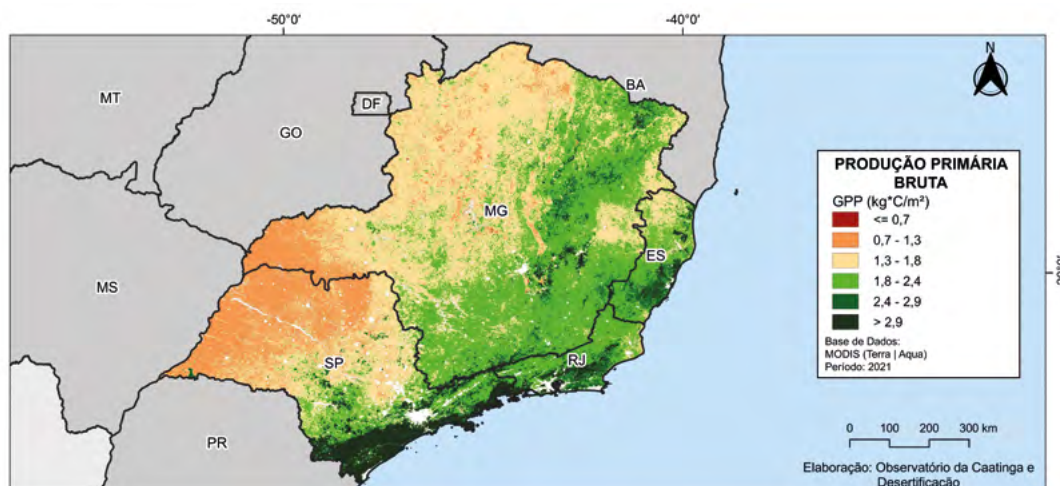 -50°0'
-40°0'
N
MT
GO
DF
BA
MG
ES
MS
SP
RJ
PR
PRODUÇÃO PRIMÁRIA
BRUTA
GPP (kg*C/m²)
<= 0,7
0,7 - 1,3
1,3 - 1,8
1,8 - 2,4
2,4 - 2,9
> 2,9
Base de Dados:
MODIS (Terra | Aqua)
Período: 2021
0 100 200 300 km
Elaboração: Observatório da Caatinga e
Desertificação